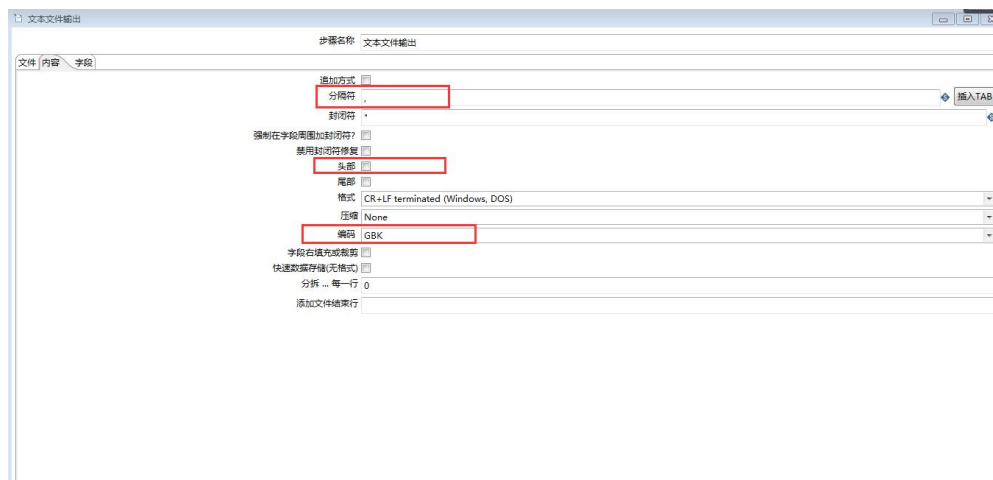 文本文件输出
步骤名称 文本文件输出
文件 内容 字段
追加方式
分隔符 , 插入TAB
封闭符 "
强制在字段周围加封闭符?
禁用封闭符修复
头部
尾部
格式 CR+LF terminated (Windows, DOS)
压缩 None
编码 GBK
字段右填充或裁剪
快速数据存储(无格式)
分拆 ... 每一行 0
添加文件结束行